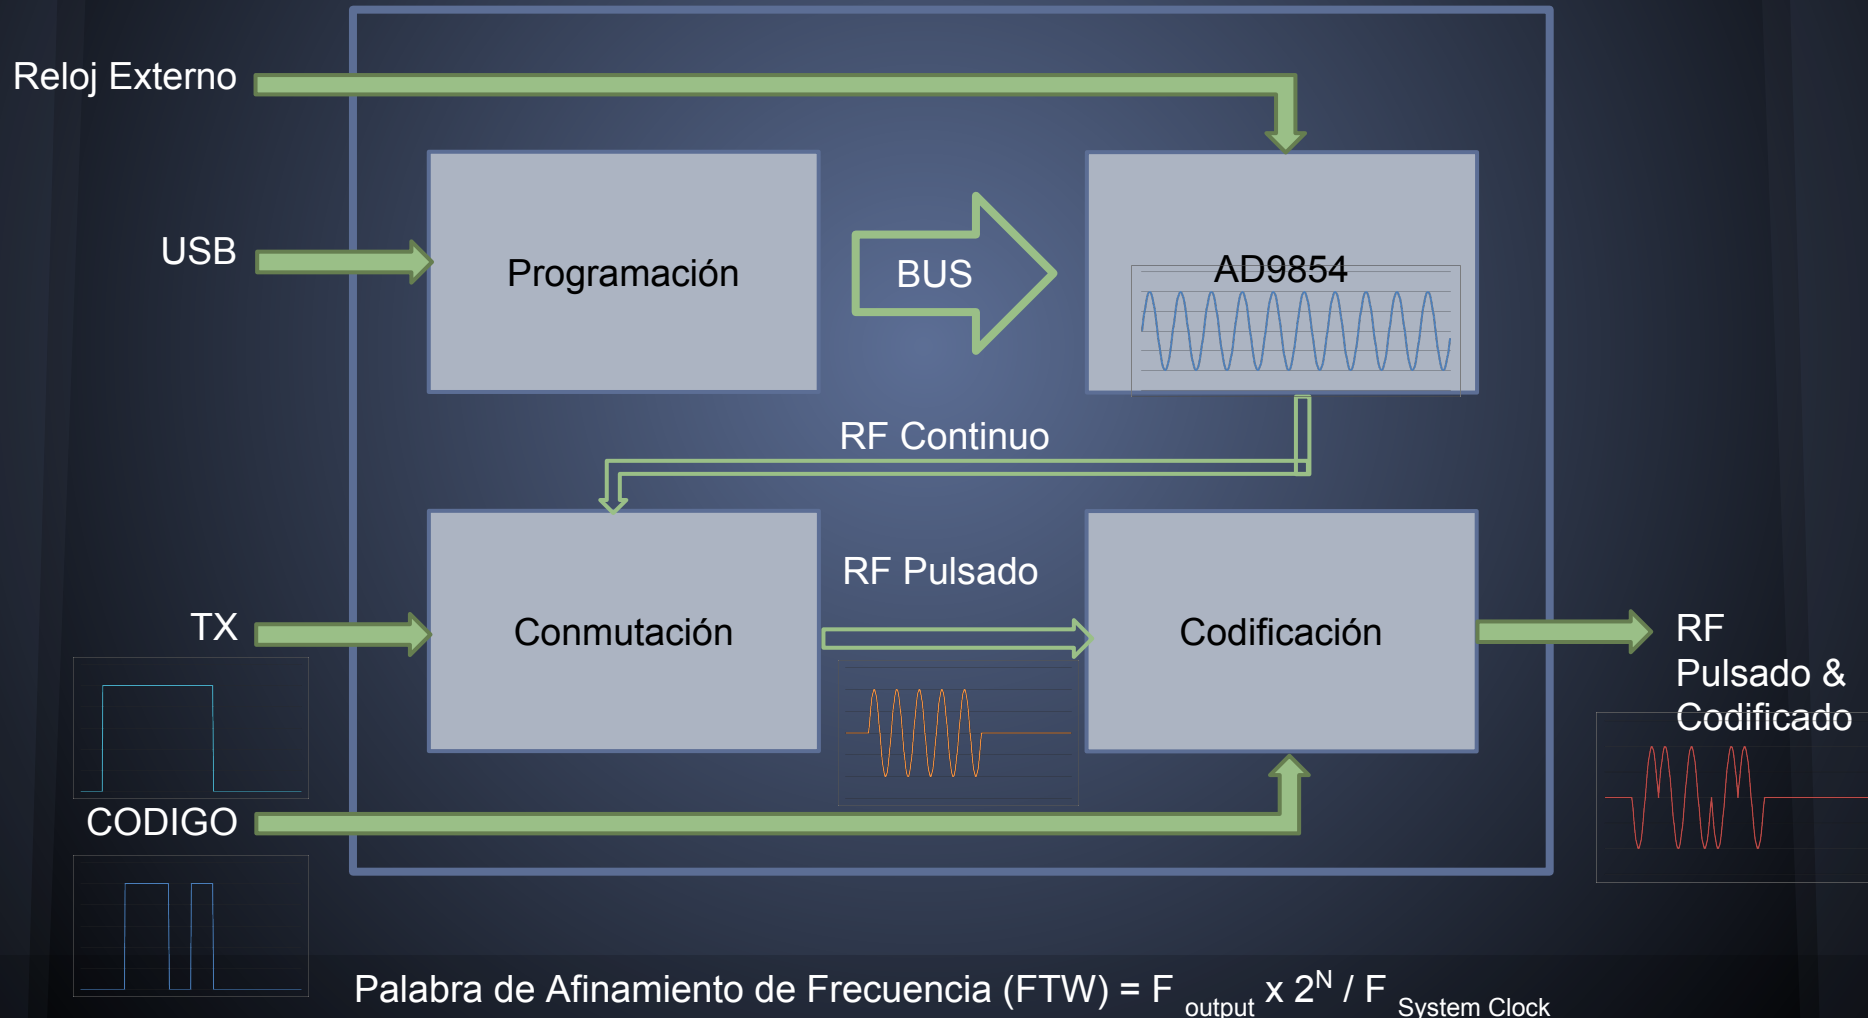 Reloj Externo
USB
Programación
BUS
AD9854
RF Continuo
TX
Conmutación
RF Pulsado
Codificación
RF
Pulsado &
Codificado
CODIGO
Palabra de Afinamiento de Frecuencia (FTW) = F output x 2^N / F System Clock